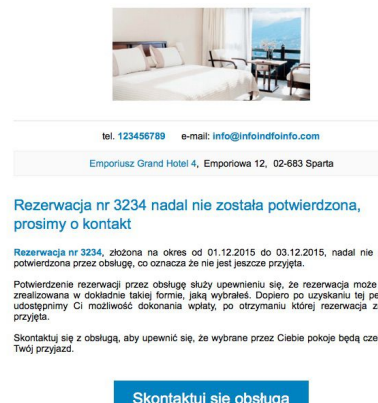 tel. 123456789 e-mail: info@infoindfoinfo.com
Emporiusz Grand Hotel 4, Emporiowa 12, 02-683 Sparta
Rezerwacja nr 3234 nadal nie została potwierdzona,
prosimy o kontakt
Rezerwacja nr 3234, złożona na okres od 01.12.2015 do 03.12.2015, nadal nie
potwierdzona przez obsługę, co oznacza że nie jest jeszcze przyjęta.
Potwierdzenie rezerwacji przez obsługę służy upewnieniu się, że rezerwacja może
zrealizowana w dokładnie takiej formie, jaką wybrałeś. Dopiero po uzyskaniu tej
udostępnimy Ci możliwość dokonania wpłaty, po otrzymaniu której rezerwacja
przyjęta.
Skontaktuj się z obsługą, aby upewnić się, że wybrane przez Ciebie pokoje będą
Twój przyjazd.
Skontaktuj się obsługą